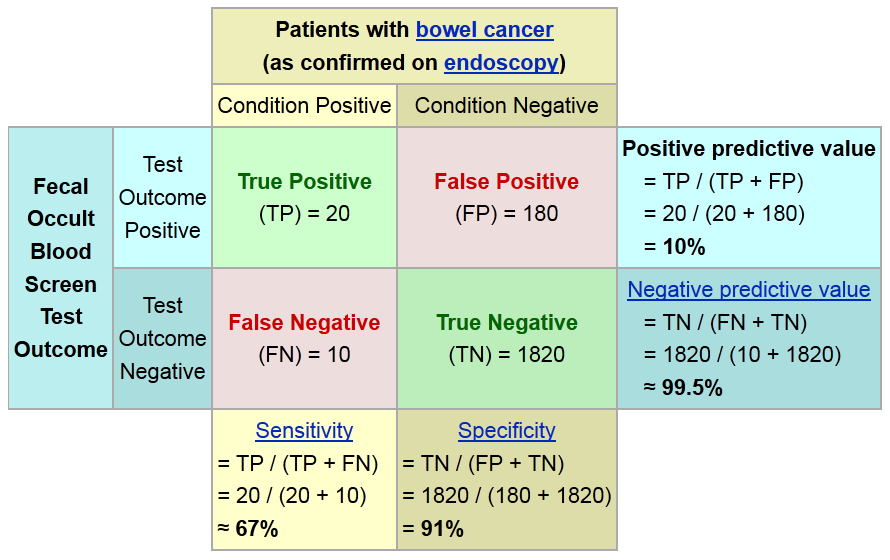 Patients with bowel cancer
(as confirmed on endoscopy)
Condition Positive
Condition Negative
Fecal
Occult
Blood
Screen
Test
Outcome
Test
Outcome
Positive
True Positive
(TP) = 20
False Positive
(FP) = 180
Positive predictive value
= TP / (TP + FP)
= 20 / (20 + 180)
= 10%
Test
Outcome
Negative
False Negative
(FN) = 10
True Negative
(TN) = 1820
Negative predictive value
= TN / (FN + TN)
= 1820 / (10 + 1820)
≈ 99.5%
Sensitivity
= TP / (TP + FN)
= 20 / (20 + 10)
≈ 67%
Specificity
= TN / (FP + TN)
= 1820 / (180 + 1820)
= 91%